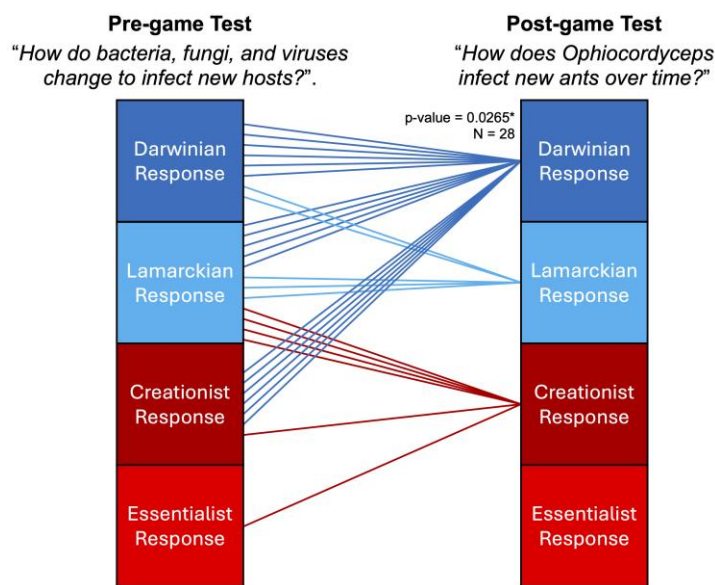 Pre-game Test
“How do bacteria, fungi, and viruses
change to infect new hosts?”.
Post-game Test
“How does Ophiocordyceps
infect new ants over time?”
p-value = 0.0265*
N = 28
Darwinian
Response
Lamarckian
Response
Creationist
Response
Essentialist
Response
Darwinian
Response
Lamarckian
Response
Creationist
Response
Essentialist
Response